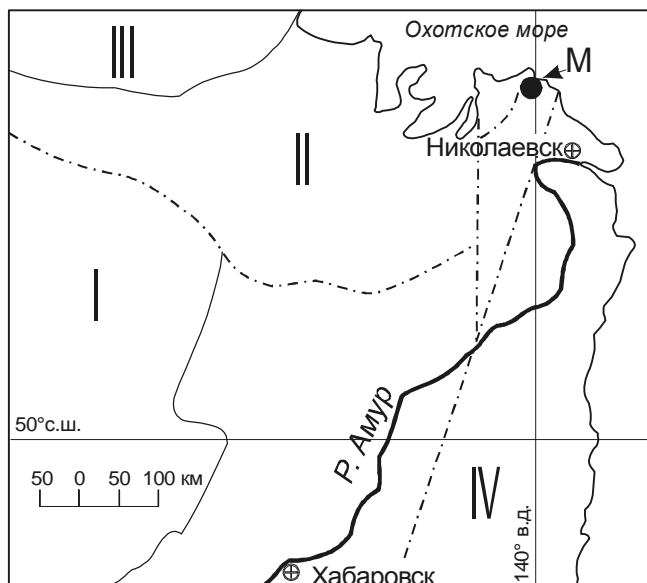 Охотское море
III
М
II
Николаевск
I
50°с.ш.
Р. Амур
50 0 50 100 км
IV
140° в.д.
Хабаровск